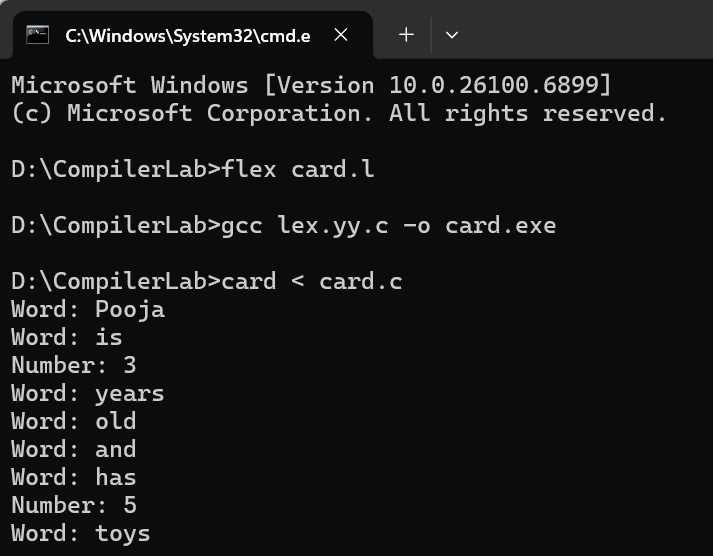 C:\Windows\System32\cmd.e
Microsoft Windows [Version 10.0.26100.6899]
(c) Microsoft Corporation. All rights reserved.
D:\CompilerLab>flex card.l
D:\CompilerLab>gcc lex.yy.c -o card.exe
D:\CompilerLab>card < card.c
Word: Pooja
Word: is
Number: 3
Word: years
Word: old
Word: and
Word: has
Number: 5
Word: toys